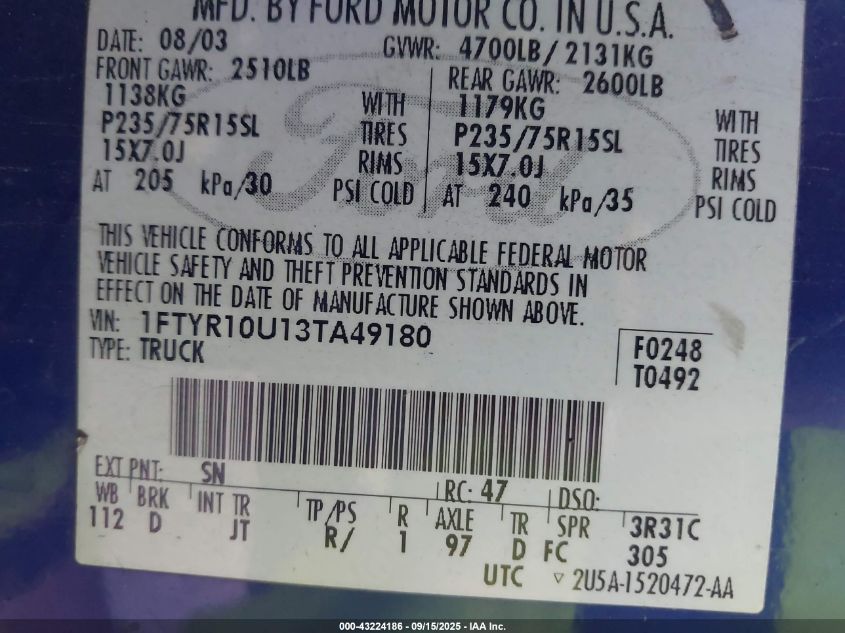 MFD. BY FORD MOTOR CO. IN U.S.A.
DATE: 08/03 GVWR: 4700LB/2131KG
FRONT GAWR: 2510LB REAR GAWR: 2600LB
1138KG WITH 1179KG WITH
P235/75R15SL TIRES P235/75R15SL TIRES
15X7.0J RIMS 15X7.0J RIMS
AT 205 kPa/30 PSI COLD AT 240 kPa/35 PSI COLD
Ford
THIS VEHICLE CONFORMS TO ALL APPLICABLE FEDERAL MOTOR
VEHICLE SAFETY AND THEFT PREVENTION STANDARDS IN
EFFECT ON THE DATE OF MANUFACTURE SHOWN ABOVE.
VIN: 1FTYR10U13TA49180 F0248
TYPE: TRUCK T0492
EXT PNT: SN RC: 47 DSO:
WB BRK INT TR TP/PS R AXLE TR SPR 3R31C
112 D JT R/ 1 97 D FC 305
UTC ▽ 2U5A-1520472-AA
000-43224186 - 09/15/2025 - IAA Inc.